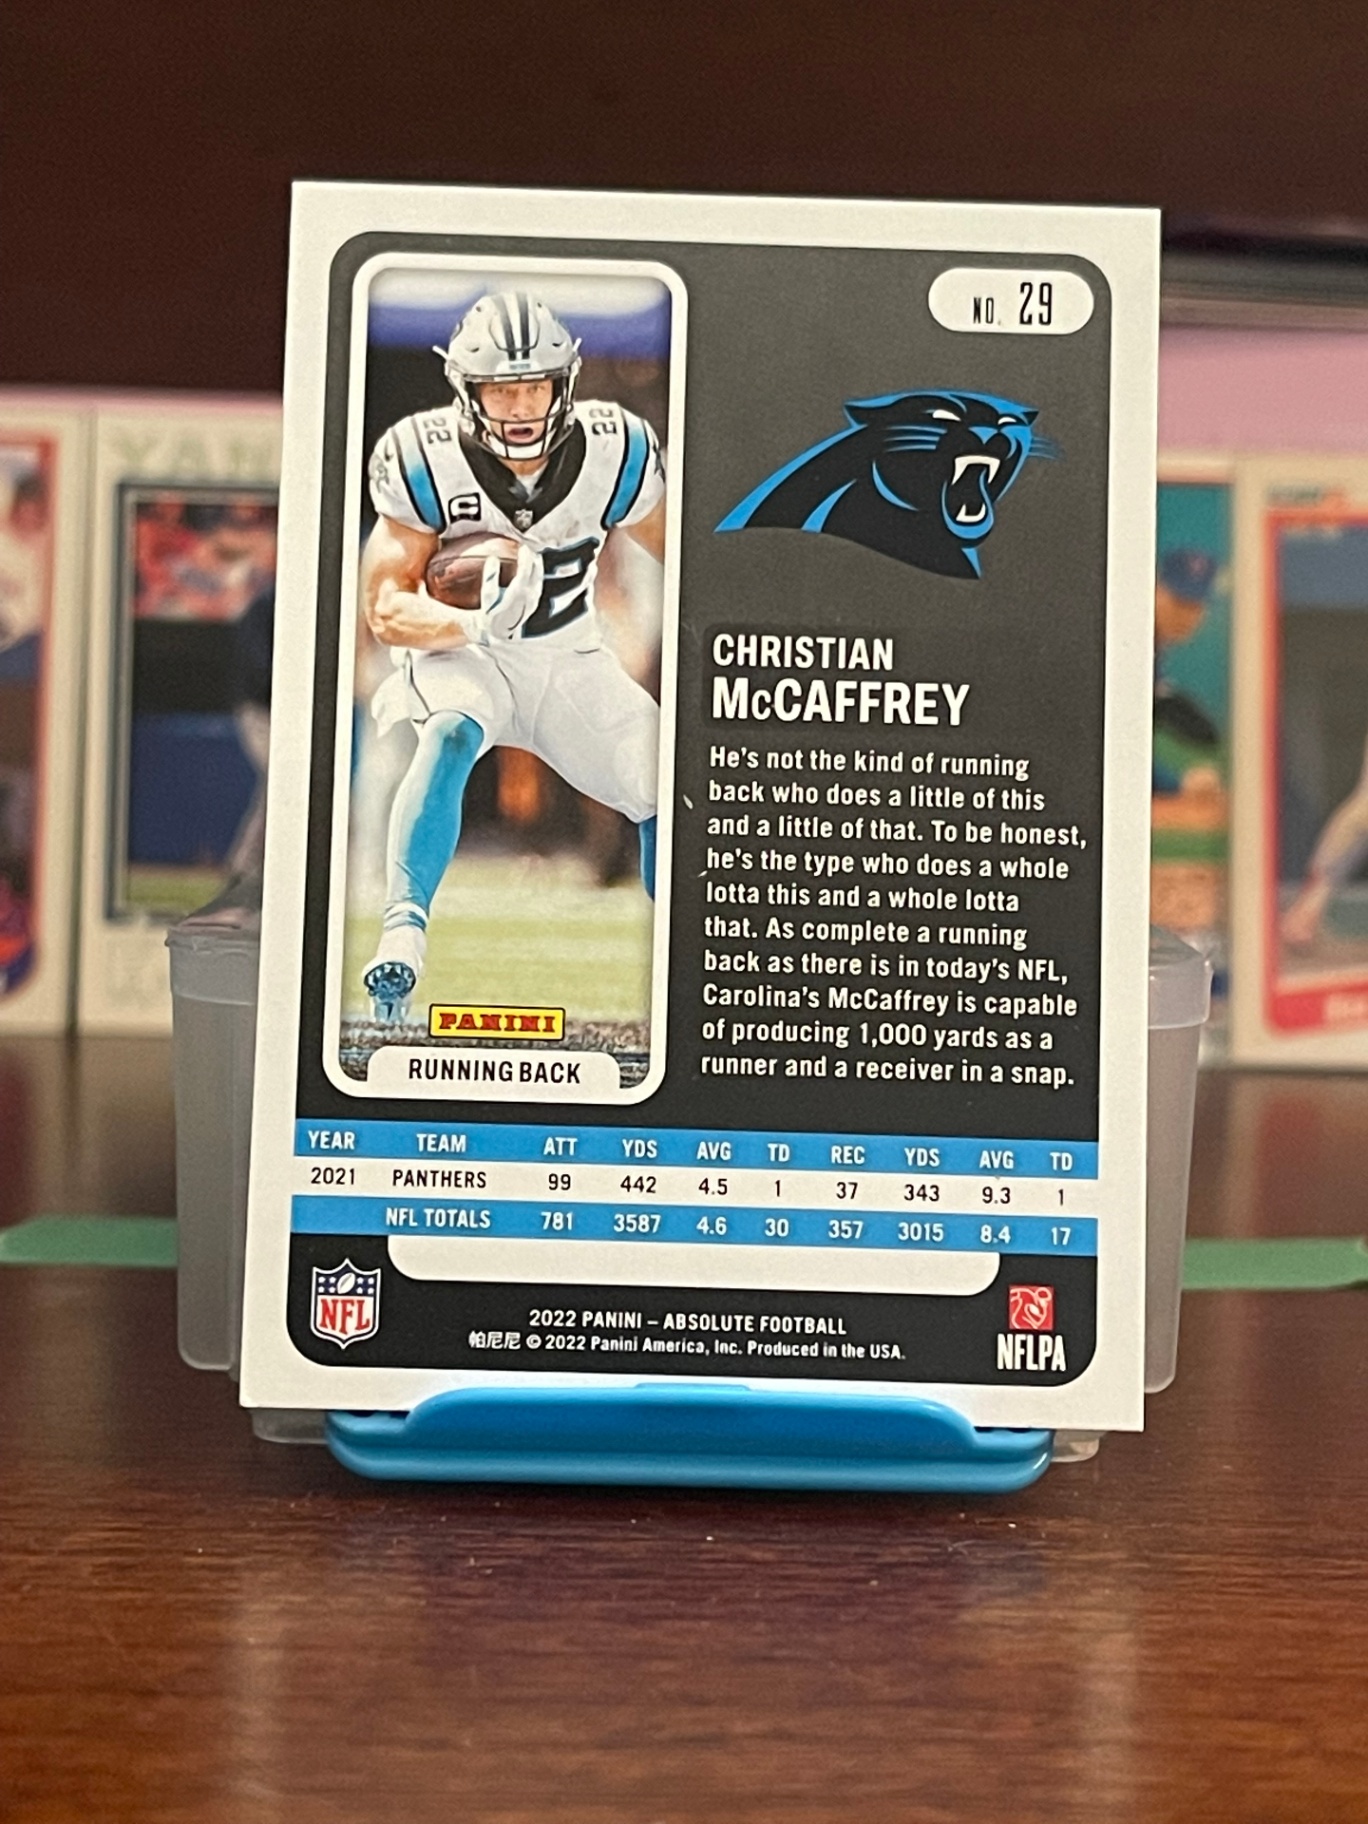 NO. 29
22
22
C
22
CHRISTIAN
McCAFFREY
He's not the kind of running
back who does a little of this
and a little of that. To be honest,
he's the type who does a whole
lotta this and a whole lotta
that. As complete a running
back as there is in today's NFL,
Carolina's McCaffrey is capable
of producing 1,000 yards as a
runner and a receiver in a snap.
PANINI
RUNNING BACK
YEAR TEAM ATT YDS AVG TD REC YDS AVG TD
2021 PANTHERS 99 442 4.5 1 37 343 9.3 1
NFL TOTALS 781 3587 4.6 30 357 3015 8.4 17
NFL
2022 PANINI – ABSOLUTE FOOTBALL
帕尼尼 © 2022 Panini America, Inc. Produced in the USA.
NFLPA